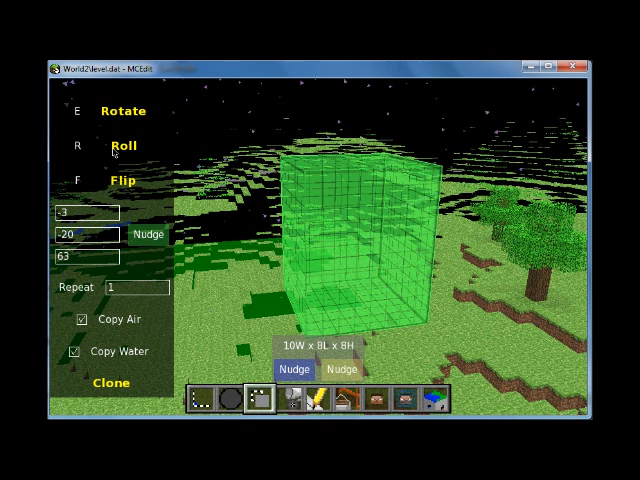 World2\level.dat - MCEdit
E Rotate
R Roll
F Flip
-3
-20 Nudge
63
Repeat 1
Copy Air
Copy Water
Clone
10W x 8L x 8H
Nudge Nudge